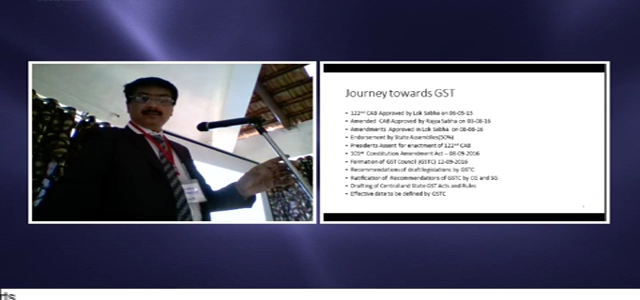 Journey towards GST
• 122nd CAB Approved by Lok Sabha on 06-05-15
• Amended CAB Approved by Rajya Sabha on 03-08-16
• Amendments Approved in Lok Sabha on 08-08-16
• Endorsement by State Assemblies(50%)
• Presidents Assent for enactment of 122nd CAB
• 101st Constitution Amendment Act – 08-09-2016
• Formation of GST Council (GSTC) 12-09-2016
• Recommendations of draft legislations by GSTC
• Ratification of Recommendations of GSTC by CG and SG
• Drafting of Central and State GST Acts and Rules
• Effective date to be defined by GSTC